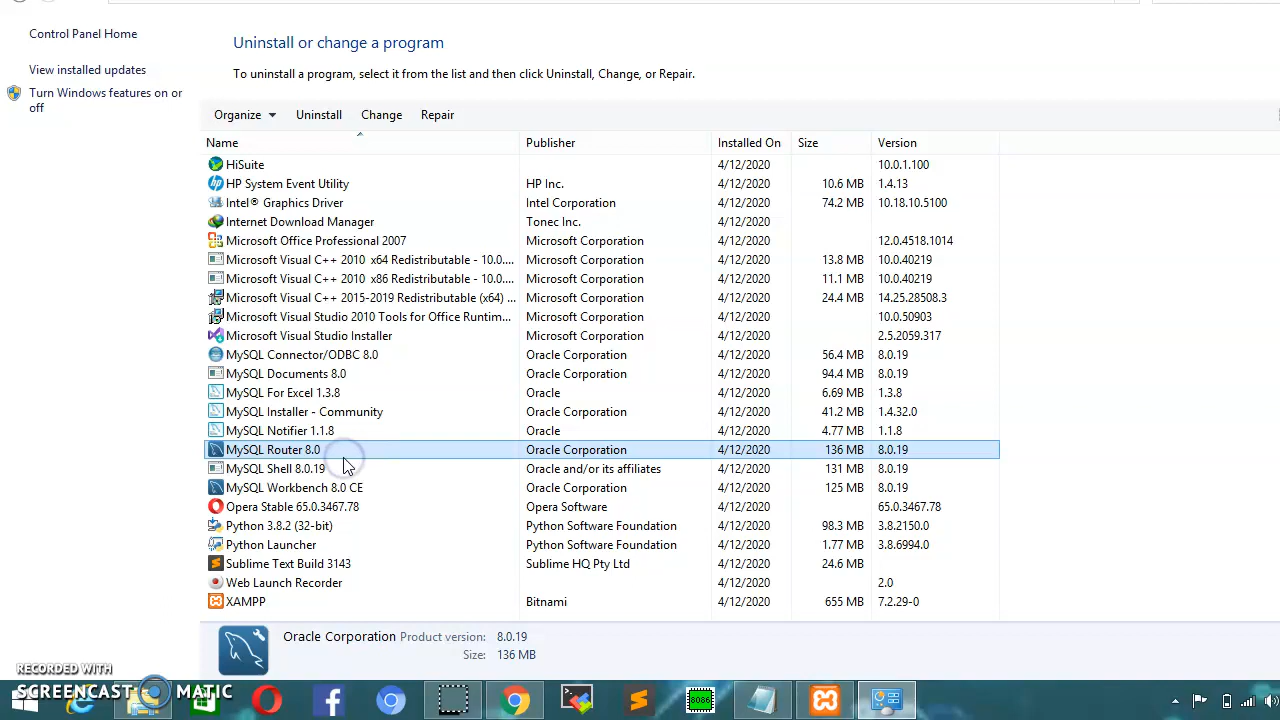 Control Panel Home
View installed updates
Turn Windows features on or
off
Uninstall or change a program
To uninstall a program, select it from the list and then click Uninstall, Change, or Repair.
Organize Uninstall Change Repair
Name Publisher Installed On Size Version
HiSuite 4/12/2020 10.0.1.100
HP System Event Utility HP Inc. 4/12/2020 10.6 MB 1.4.13
Intel® Graphics Driver Intel Corporation 4/12/2020 74.2 MB 10.18.10.5100
Internet Download Manager Tonec Inc. 4/12/2020
Microsoft Office Professional 2007 Microsoft Corporation 4/12/2020 12.0.4518.1014
Microsoft Visual C++ 2010 x64 Redistributable - 10.0.... Microsoft Corporation 4/12/2020 13.8 MB 10.0.40219
Microsoft Visual C++ 2010 x86 Redistributable - 10.0.... Microsoft Corporation 4/12/2020 11.1 MB 10.0.40219
Microsoft Visual C++ 2015-2019 Redistributable (x64) ... Microsoft Corporation 4/12/2020 24.4 MB 14.25.28508.3
Microsoft Visual Studio 2010 Tools for Office Runtim... Microsoft Corporation 4/12/2020 10.0.50903
Microsoft Visual Studio Installer Microsoft Corporation 4/12/2020 2.5.2059.317
MySQL Connector/ODBC 8.0 Oracle Corporation 4/12/2020 56.4 MB 8.0.19
MySQL Documents 8.0 Oracle Corporation 4/12/2020 94.4 MB 8.0.19
MySQL For Excel 1.3.8 Oracle 4/12/2020 6.69 MB 1.3.8
MySQL Installer - Community Oracle Corporation 4/12/2020 41.2 MB 1.4.32.0
MySQL Notifier 1.1.8 Oracle 4/12/2020 4.77 MB 1.1.8
MySQL Router 8.0 Oracle Corporation 4/12/2020 136 MB 8.0.19
MySQL Shell 8.0.19 Oracle and/or its affiliates 4/12/2020 131 MB 8.0.19
MySQL Workbench 8.0 CE Oracle Corporation 4/12/2020 125 MB 8.0.19
Opera Stable 65.0.3467.78 Opera Software 4/12/2020 65.0.3467.78
Python 3.8.2 (32-bit) Python Software Foundation 4/12/2020 98.3 MB 3.8.2150.0
Python Launcher Python Software Foundation 4/12/2020 1.77 MB 3.8.6994.0
Sublime Text Build 3143 Sublime HQ Pty Ltd 4/12/2020 24.6 MB
Web Launch Recorder 4/12/2020 2.0
XAMPP Bitnami 4/12/2020 655 MB 7.2.29-0
Oracle Corporation Product version: 8.0.19
Size: 136 MB
RECORDED WITH
SCREENCAST MATIC
8086